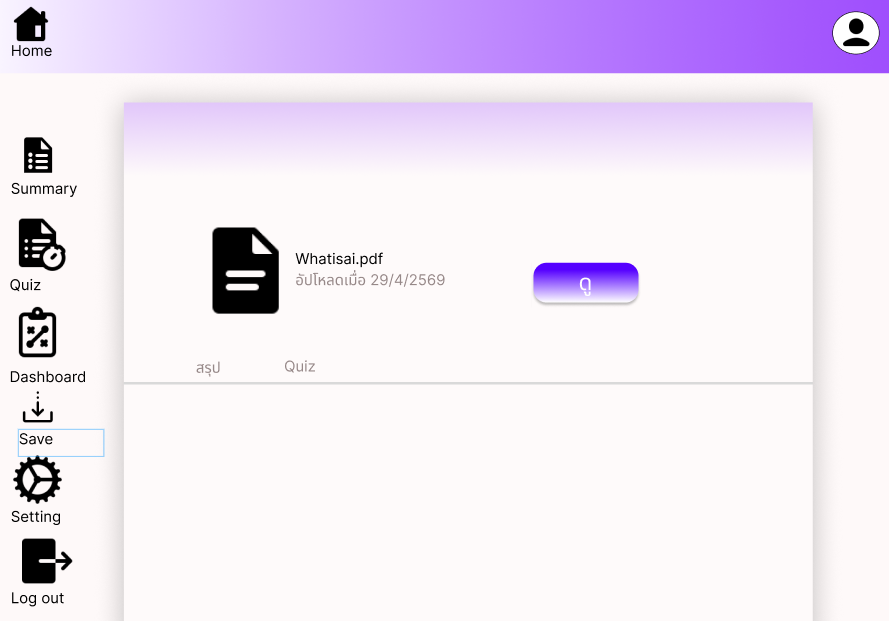 Home
Summary
Quiz
Dashboard
Save
Setting
Log out
Whatisai.pdf
อัปโหลดเมื่อ 29/4/2569
ดู
สรุป
Quiz